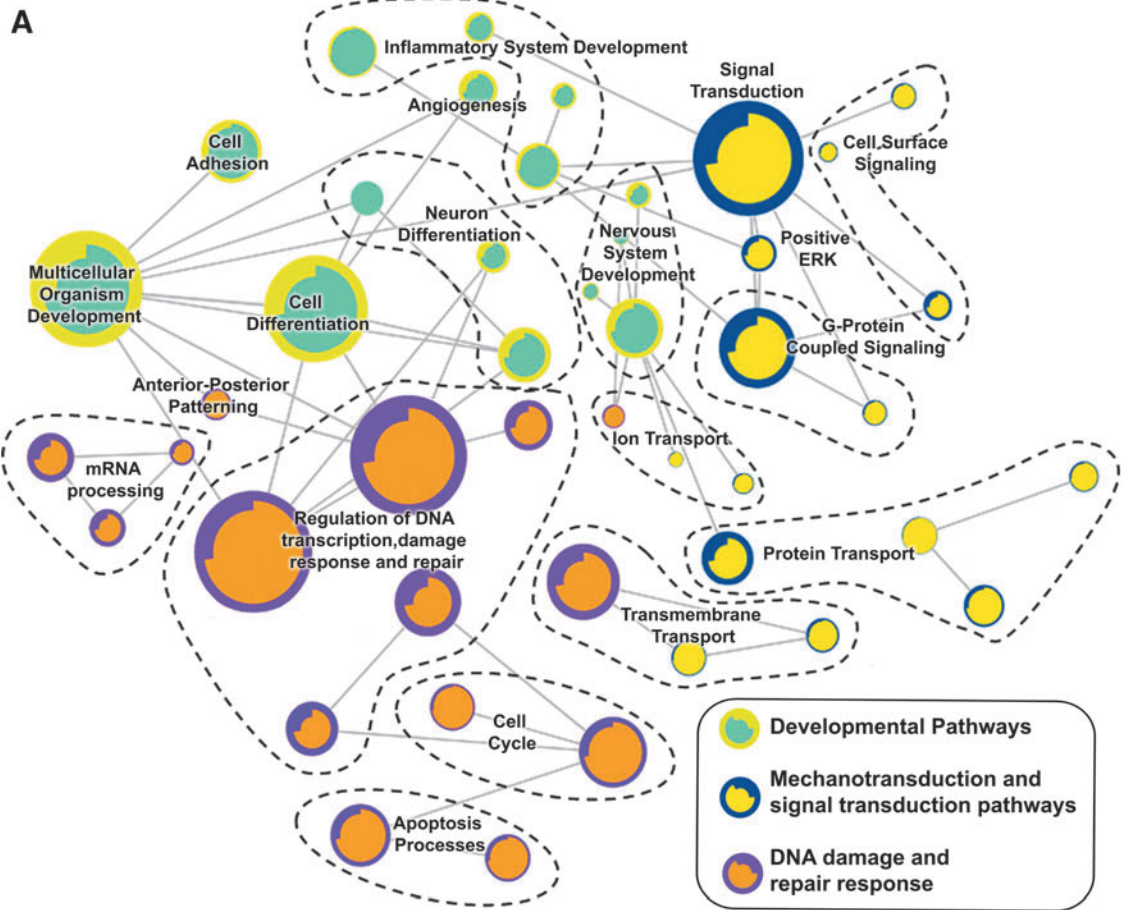 A
Inflammatory System Development
Signal
Transduction
Angiogenesis
Cell
Adhesion
Cell Surface
Signaling
Neuron
Differentiation
Nervous
System
Development
Positive
ERK
Multicellular
Organism
Development
Cell
Differentiation
G-Protein
Coupled Signaling
Anterior-Posterior
Patterning
Ion Transport
mRNA
processing
Regulation of DNA
transcription,damage
response and repair
Protein Transport
Transmembrane
Transport
Cell
Cycle
Apoptosis
Processes
Developmental Pathways
Mechanotransduction and
signal transduction pathways
DNA damage and
repair response